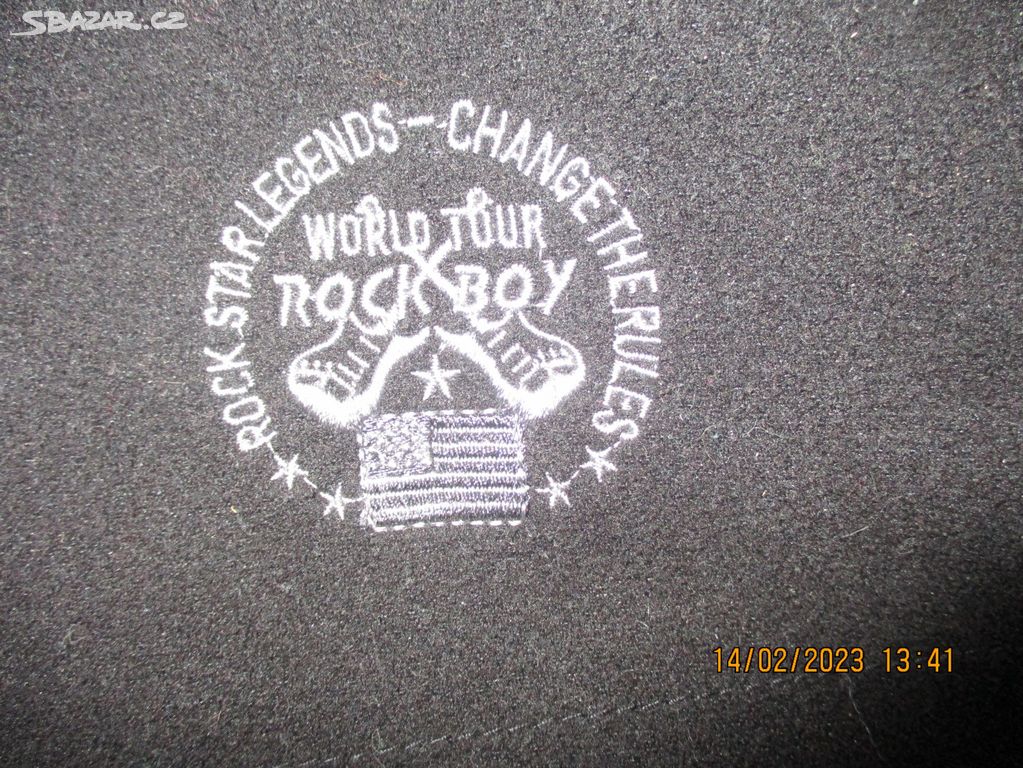 SBAZAR.CZ
ROCK STAR LEGENDS — CHANGE THE RULES
WORLD TOUR
ROCK BOY
14/02/2023 13:41